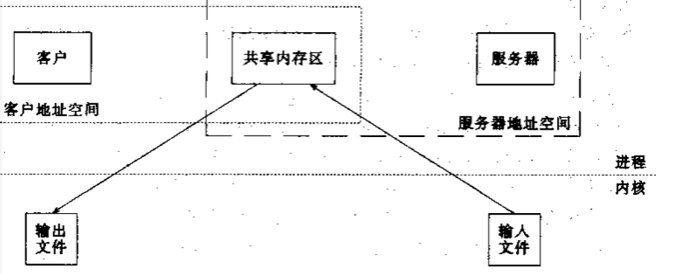 客户
共享内存区
服务器
客户地址空间
服务器地址空间
进程
内核
输出
文件
输入
文件